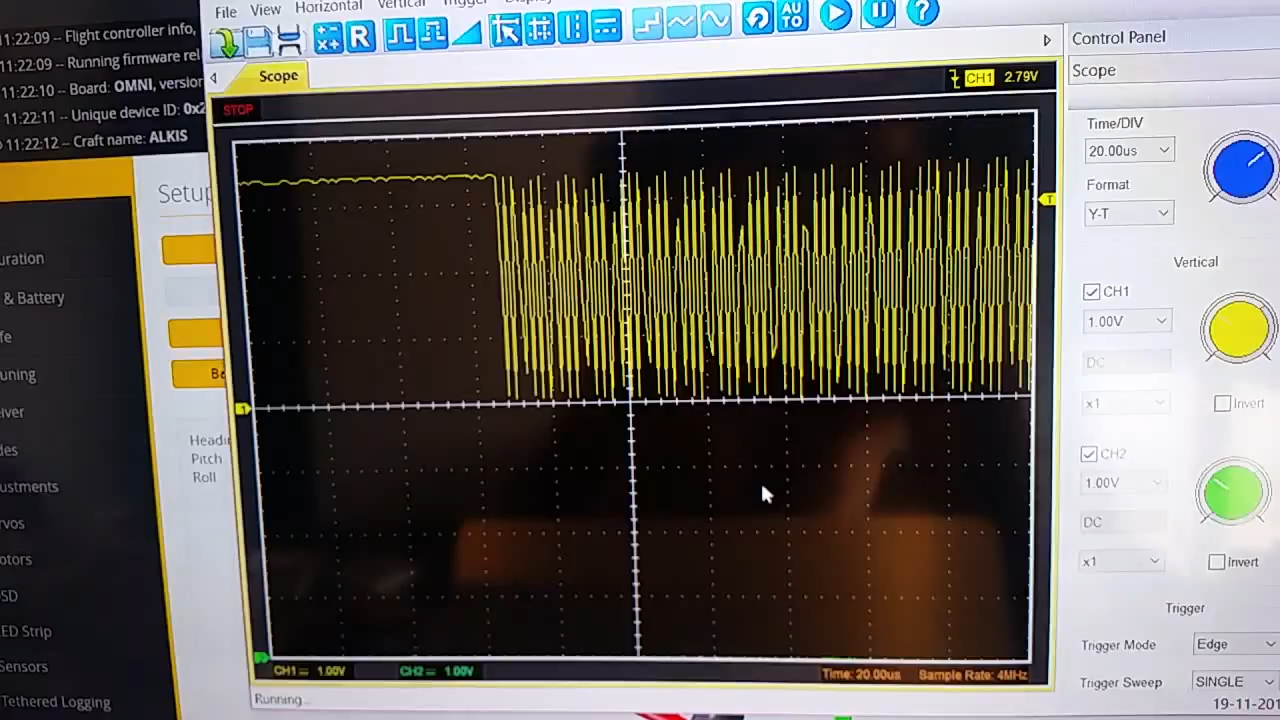 File View Horizontal Vertical
11:22:09 -- Flight controller info,
11:22:09 -- Running firmware rel
11:22:10 -- Board: OMNI, versio
11:22:11 -- Unique device ID: 0x2
11:22:12 -- Craft name: ALKIS
R
AU
TO
?
Scope
CH1 2.79V
STOP
T
1
CH1 1.00V
CH2 1.00V
Time: 20.00us
Sample Rate: 4MHz
Running...
Setup
uration
& Battery
fe
uning
iver
des
ustments
rvos
otors
SD
ED Strip
Sensors
Tethered Logging
Headi
Pitch
Roll
Control Panel
Scope
Time/DIV
20.00us
Format
Y-T
Vertical
CH1
1.00V
DC
x1
Invert
CH2
1.00V
DC
x1
Invert
Trigger
Trigger Mode Edge
Trigger Sweep SINGLE
19-11-201